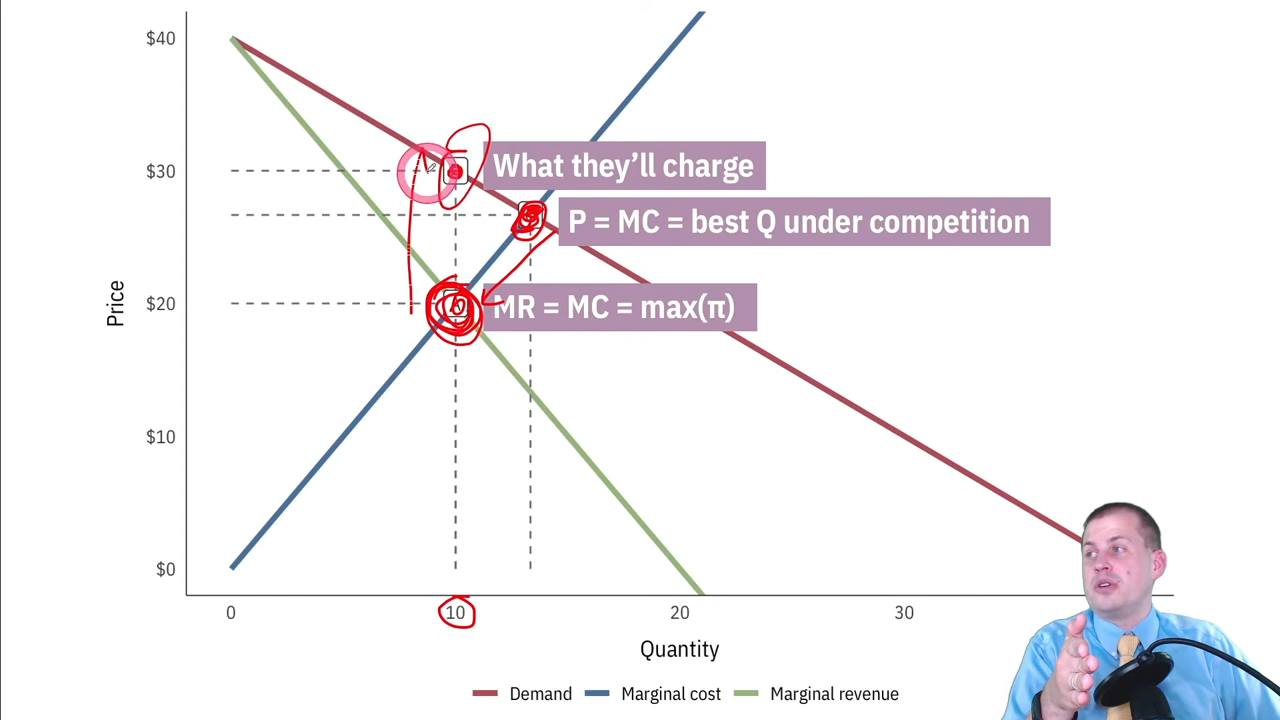 $40
$30
What they’ll charge
P = MC = best Q under competition
$20
MR = MC = max(π)
Price
$10
$0
0 10 20 30
Quantity
Demand Marginal cost Marginal revenue